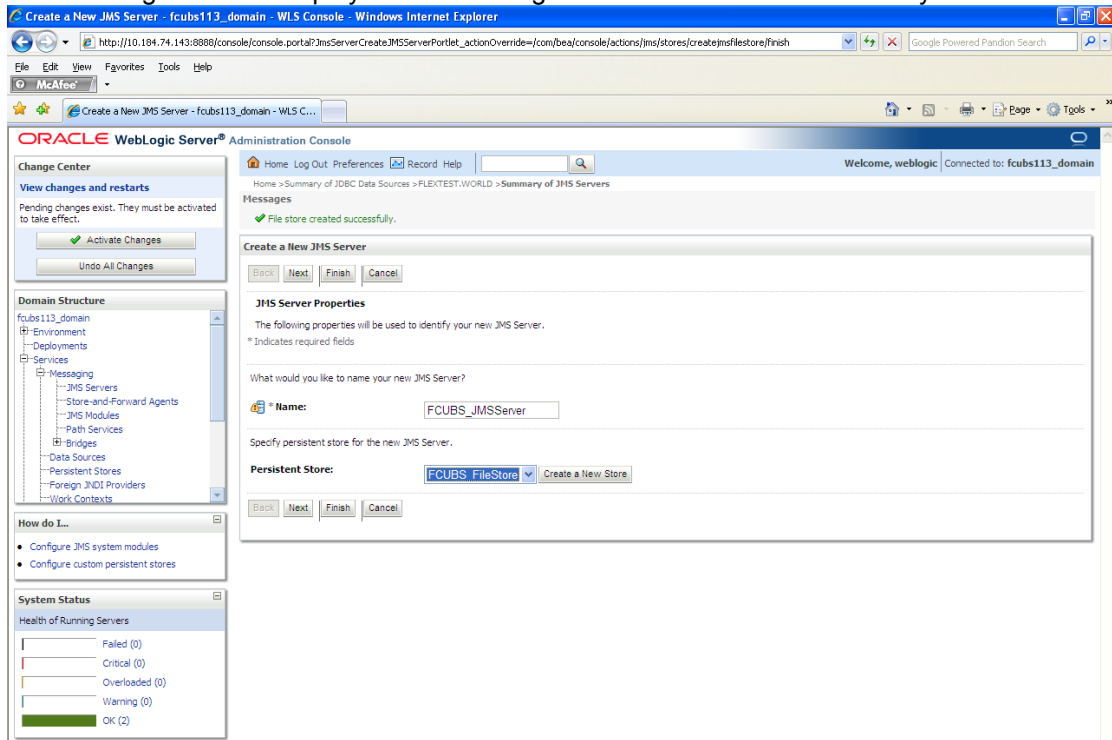 Create a New JMS Server - fcubs113_domain - WLS Console - Windows Internet Explorer
http://10.184.74.143:8888/console/console.portal?JmsServerCreateJMSServerPortlet_actionOverride=/com/bea/console/actions/jms/stores/createjmsfilestore/finish
Google Powered Pandion Search
File Edit View Favorites Tools Help
McAfee
Create a New JMS Server - fcubs113_domain - WLS C...
Page Tools
ORACLE WebLogic Server® Administration Console
Change Center
View changes and restarts
Pending changes exist. They must be activated
to take effect.
Activate Changes
Undo All Changes
Domain Structure
fcubs113_domain
Environment
Deployments
Services
Messaging
JMS Servers
Store-and-Forward Agents
JMS Modules
Path Services
Bridges
Data Sources
Persistent Stores
Foreign JNDI Providers
Work Contexts
How do I...
Configure JMS system modules
Configure custom persistent stores
System Status
Health of Running Servers
Failed (0)
Critical (0)
Overloaded (0)
Warning (0)
OK (2)
Home Log Out Preferences Record Help
Welcome, weblogic Connected to: fcubs113_domain
Home >Summary of JDBC Data Sources >FLEXTEST.WORLD >Summary of JMS Servers
Messages
File store created successfully.
Create a New JMS Server
Back Next Finish Cancel
JMS Server Properties
The following properties will be used to identify your new JMS Server.
* Indicates required fields
What would you like to name your new JMS Server?
* Name: FCUBS_JMSServer
Specify persistent store for the new JMS Server.
Persistent Store: FCUBS_FileStore Create a New Store
Back Next Finish Cancel